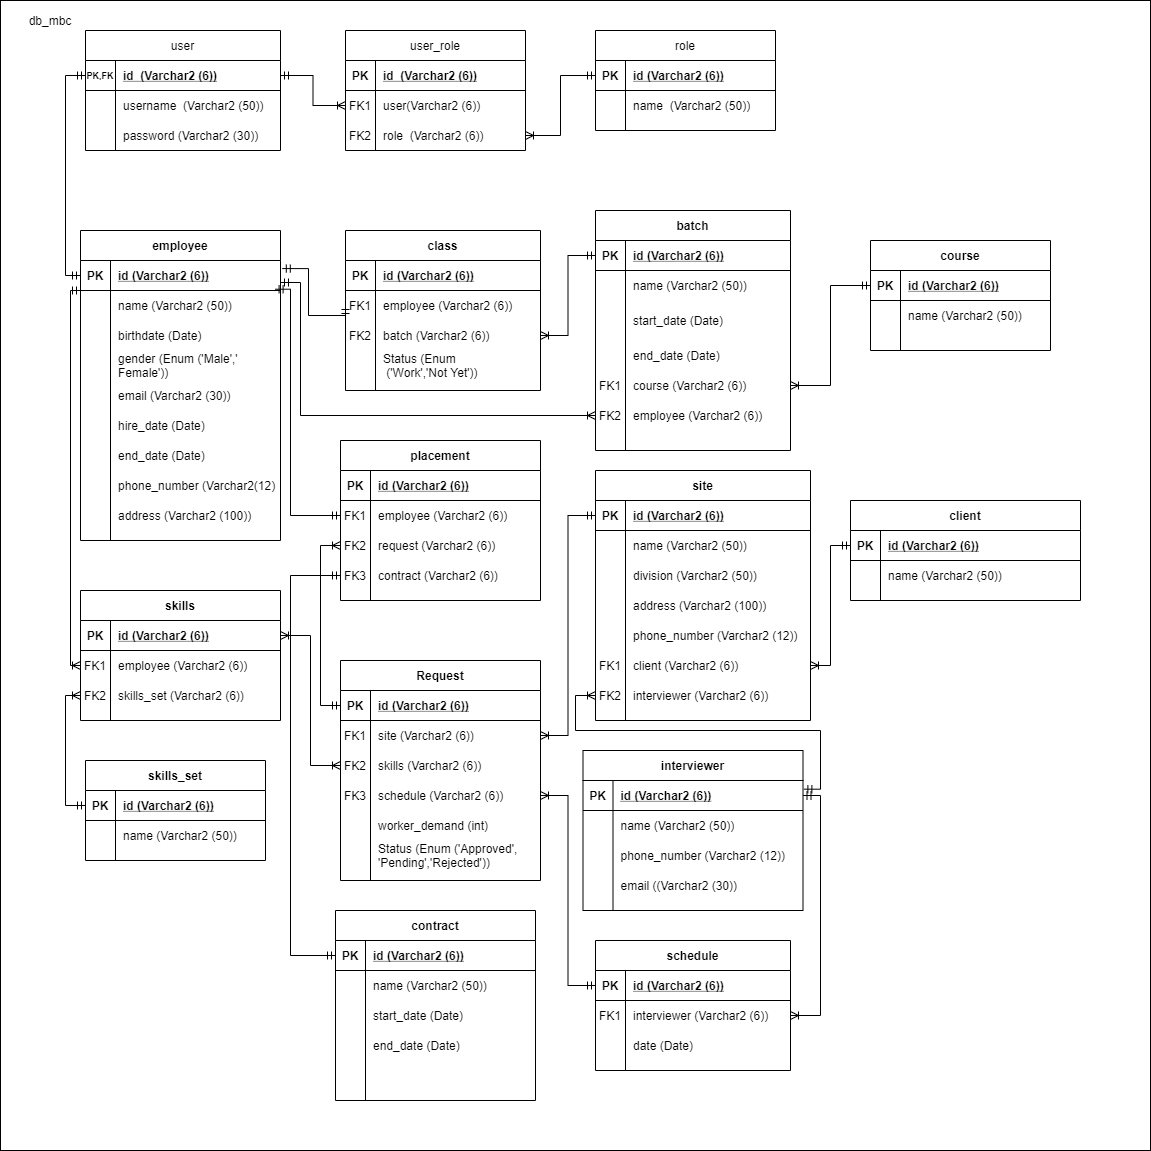 db_mbc
user
PK,FK id  (Varchar2 (6))
username  (Varchar2 (50))
password (Varchar2 (30))
user_role
PK id  (Varchar2 (6))
FK1 user(Varchar2 (6))
FK2 role  (Varchar2 (6))
role
PK id (Varchar2 (6))
name  (Varchar2 (50))
employee
PK id (Varchar2 (6))
name (Varchar2 (50))
birthdate (Date)
gender (Enum ('Male','
Female'))
email (Varchar2 (30))
hire_date (Date)
end_date (Date)
phone_number (Varchar2(12)
address (Varchar2 (100))
class
PK id (Varchar2 (6))
FK1 employee (Varchar2 (6))
FK2 batch (Varchar2 (6))
Status (Enum
('Work','Not Yet'))
batch
PK id (Varchar2 (6))
name (Varchar2 (50))
start_date (Date)
end_date (Date)
FK1 course (Varchar2 (6))
FK2 employee (Varchar2 (6))
course
PK id (Varchar2 (6))
name (Varchar2 (50))
placement
PK id (Varchar2 (6))
FK1 employee (Varchar2 (6))
FK2 request (Varchar2 (6))
FK3 contract (Varchar2 (6))
site
PK id (Varchar2 (6))
name (Varchar2 (50))
division (Varchar2 (50))
address (Varchar2 (100))
phone_number (Varchar2 (12))
FK1 client (Varchar2 (6))
FK2 interviewer (Varchar2 (6))
client
PK id (Varchar2 (6))
name (Varchar2 (50))
skills
PK id (Varchar2 (6))
FK1 employee (Varchar2 (6))
FK2 skills_set (Varchar2 (6))
Request
PK id (Varchar2 (6))
FK1 site (Varchar2 (6))
FK2 skills (Varchar2 (6))
FK3 schedule (Varchar2 (6))
worker_demand (int)
Status (Enum ('Approved',
'Pending','Rejected'))
skills_set
PK id (Varchar2 (6))
name (Varchar2 (50))
interviewer
PK id (Varchar2 (6))
name (Varchar2 (50))
phone_number (Varchar2 (12))
email ((Varchar2 (30))
contract
PK id (Varchar2 (6))
name (Varchar2 (50))
start_date (Date)
end_date (Date)
schedule
PK id (Varchar2 (6))
FK1 interviewer (Varchar2 (6))
date (Date)